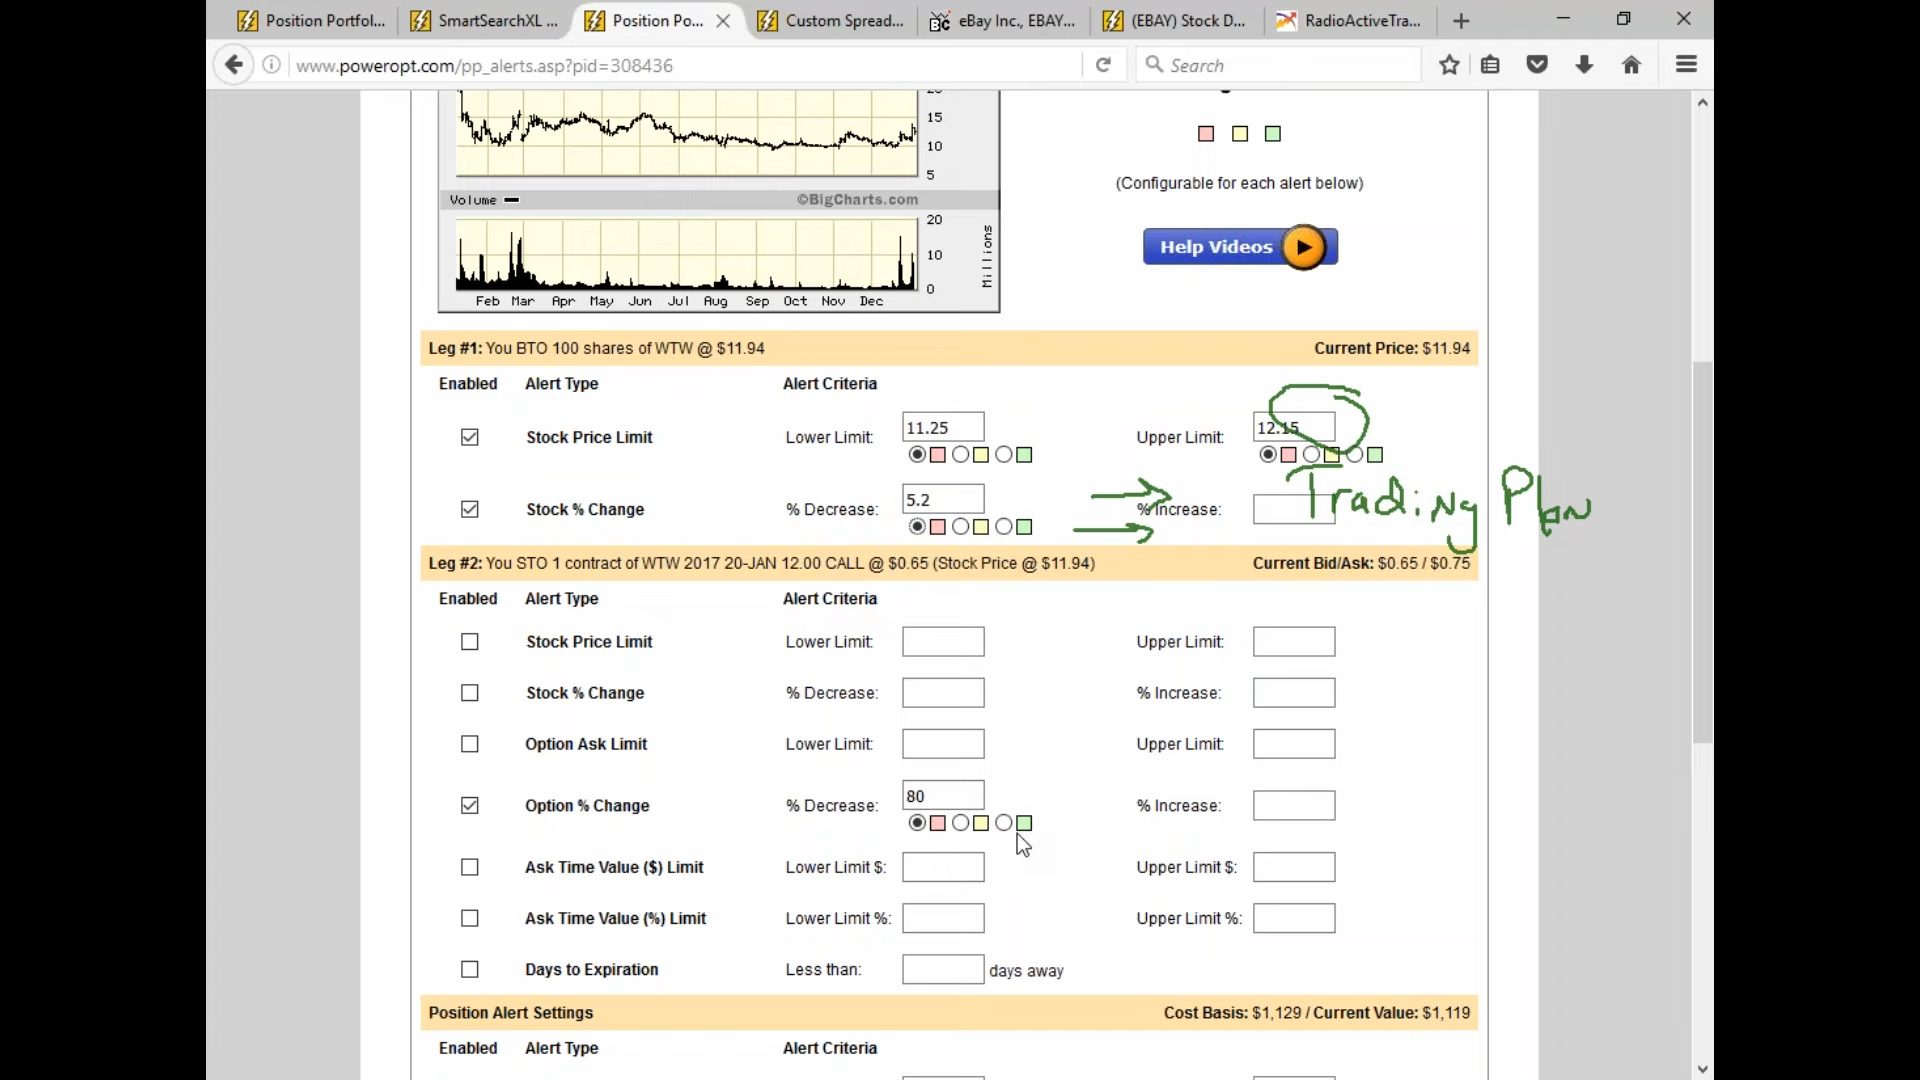 Position Portfol... SmartSearchXL ... Position Po... Custom Spread... eBay Inc., EBAY... (EBAY) Stock D... RadioActiveTra...
www.poweropt.com/pp_alerts.asp?pid=308436 Search
15
10
5
(Configurable for each alert below)
Volume ©BigCharts.com
20
10
0
Millions
Help Videos
Feb Mar Apr May Jun Jul Aug Sep Oct Nov Dec
Leg #1: You BTO 100 shares of WTW @ $11.94 Current Price: $11.94
Enabled Alert Type Alert Criteria
Stock Price Limit Lower Limit: 11.25 Upper Limit: 12.15
Stock % Change % Decrease: 5.2 % Increase:
Trading Plan
Leg #2: You STO 1 contract of WTW 2017 20-JAN 12.00 CALL @ $0.65 (Stock Price @ $11.94) Current Bid/Ask: $0.65 / $0.75
Enabled Alert Type Alert Criteria
Stock Price Limit Lower Limit: Upper Limit:
Stock % Change % Decrease: % Increase:
Option Ask Limit Lower Limit: Upper Limit:
Option % Change % Decrease: 80 % Increase:
Ask Time Value ($) Limit Lower Limit $: Upper Limit $:
Ask Time Value (%) Limit Lower Limit %: Upper Limit %:
Days to Expiration Less than: days away
Position Alert Settings Cost Basis: $1,129 / Current Value: $1,119
Enabled Alert Type Alert Criteria